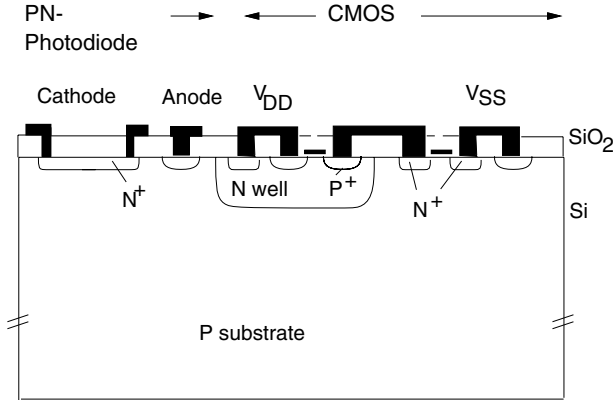 PN-
Photodiode
CMOS
Cathode
Anode
VDD
VSS
SiO2
N+
N well
P+
N+
Si
P substrate